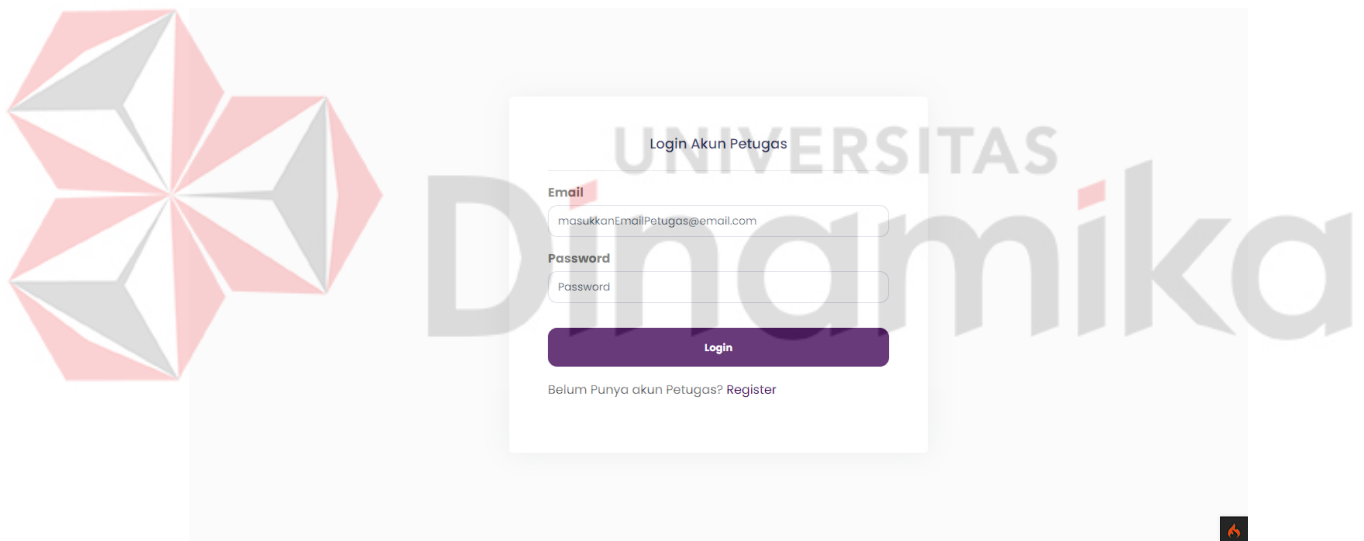 UNIVERSITAS
Dinamika
Login Akun Petugas
Email
masukkanEmailPetugas@email.com
Password
Password
Login
Belum Punya akun Petugas? Register